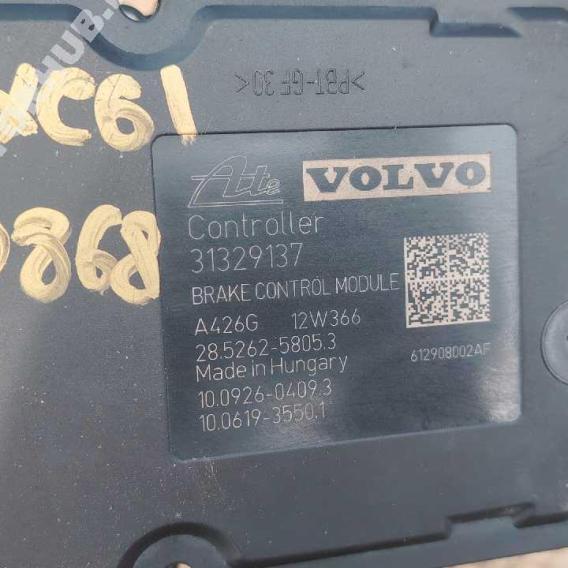 >PBT-GF30<
XC61
868
Ate VOLVO
Controller
31329137
BRAKE CONTROL MODULE
A426G 12W366
28.5262-5805.3
Made in Hungary 612908002AF
10.0926-0409.3
10.0619-3550.1